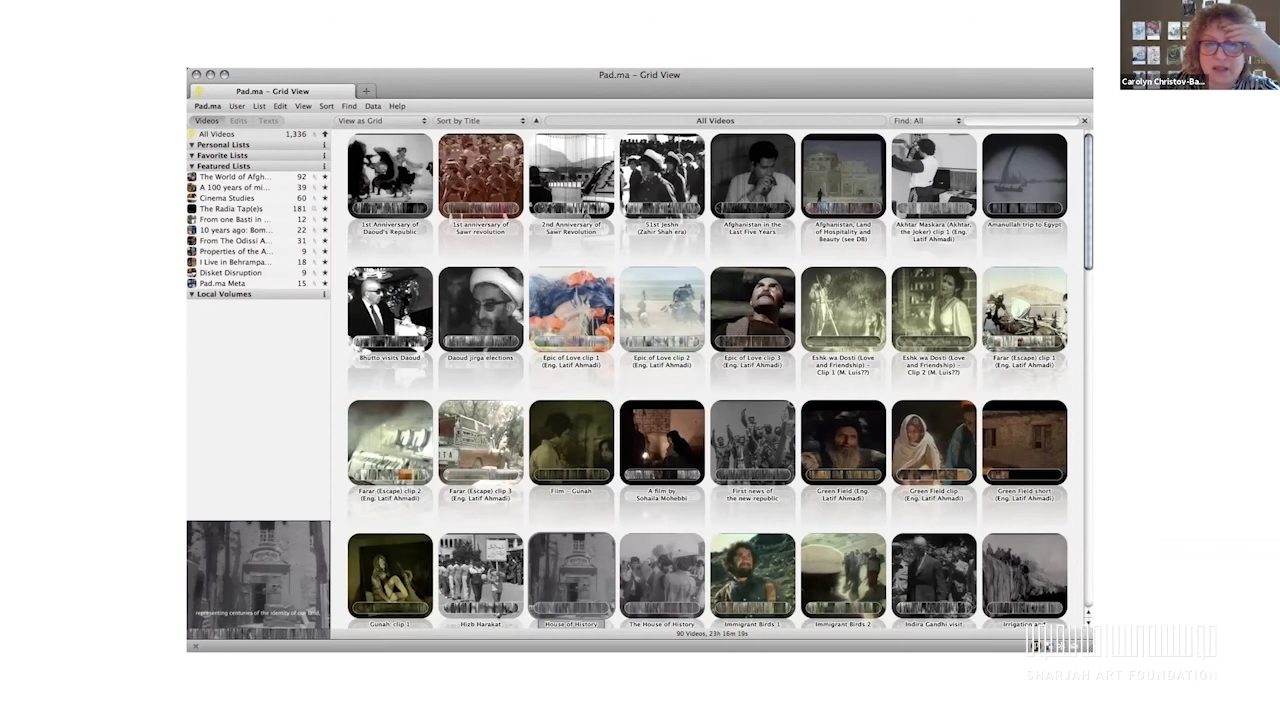 Carolyn Christov-Ba...
Pad.ma – Grid View
Pad.ma – Grid View
Pad.ma User List Edit View Sort Find Data Help
Videos Edits Texts
View as Grid
Sort by Title
All Videos
Find: All
All Videos 1,336
Personal Lists
Favorite Lists
Featured Lists
The World of Afgh... 92
A 100 years of mi... 39
Cinema Studies 60
The Radia Tap(e)s 181
From one Basti in ... 12
10 years ago: Bom... 22
From The Odissi A... 31
Properties of the A... 9
I Live in Behrampa... 18
Disket Disruption 9
Pad.ma Meta 15
Local Volumes
1st Anniversary of
Daoud's Republic
1st anniversary of
Sawr revolution
2nd Anniversary of
Sawr Revolution
51st Jeshn
(Zahir Shah era)
Afghanistan in the
Last Five Years
Afghanistan, Land
of Hospitality and
Beauty (see DB)
Akhtar Maskara (Akhtar,
the Joker) clip 1 (Eng.
Latif Ahmadi)
Amanullah trip to Egypt
Bhutto visits Daoud
Daoud jirga elections
Epic of Love clip 1
(Eng. Latif Ahmadi)
Epic of Love clip 2
(Eng. Latif Ahmadi)
Epic of Love clip 3
(Eng. Latif Ahmadi)
Eshk wa Dosti (Love
and Friendship) –
Clip 1 (M. Luis??)
Eshk wa Dosti (Love
and Friendship) –
Clip 2 (M. Luis??)
Farar (Escape) clip 1
(Eng. Latif Ahmadi)
Farar (Escape) clip 2
(Eng. Latif Ahmadi)
Farar (Escape) clip 3
(Eng. Latif Ahmadi)
Film – Gunah
A film by
Sohaila Mohebbi
First news of
the new republic
Green Field (Eng.
Latif Ahmadi)
Green Field clip
(Eng. Latif Ahmadi)
Green Field short
(Eng. Latif Ahmadi)
representing centuries of the identity of our land,
Gunah: clip 1
Hizb Harakat
House of History
The House of History
Immigrant Birds 1
Immigrant Birds 2
Indira Gandhi visit
Irrigation and
90 Videos, 23h 16m 19s
SHARJAH ART FOUNDATION